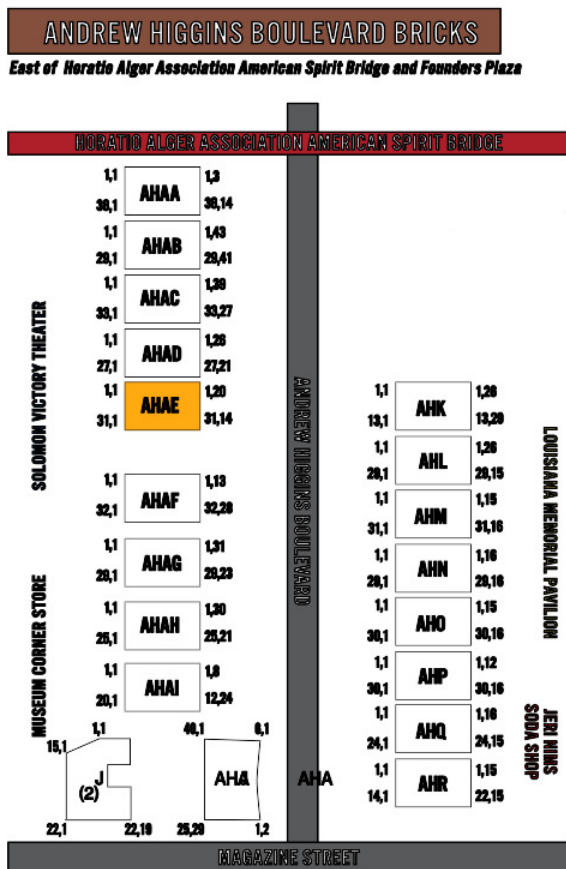 ANDREW HIGGINS BOULEVARD BRICKS
East of Horatio Alger Association American Spirit Bridge and Founders Plaza
HORATIO ALGER ASSOCIATION AMERICAN SPIRIT BRIDGE
SOLOMON VICTORY THEATER
MUSEUM CORNER STORE
1,1 AHAA 1,3
38,1 38,14
1,1 AHAB 1,43
29,1 29,41
1,1 AHAC 1,39
33,1 33,27
1,1 AHAD 1,26
27,1 27,21
1,1 AHAE 1,20
31,1 31,14
1,1 AHAF 1,13
32,1 32,28
1,1 AHAG 1,31
29,1 29,23
1,1 AHAH 1,30
25,1 25,21
1,1 AHAI 1,8
20,1 12,24
1,1
15,1
J
(2)
22,1 22,19
40,1 6,1
AHA
25,29 1,2
ANDREW HIGGINS BOULEVARD
AHA
1,1 AHK 1,26
13,1 13,29
1,1 AHL 1,26
29,1 29,15
1,1 AHM 1,15
31,1 31,16
1,1 AHN 1,16
29,1 29,16
1,1 AHO 1,15
30,1 30,16
1,1 AHP 1,12
30,1 30,16
1,1 AHQ 1,16
24,1 24,15
1,1 AHR 1,15
14,1 22,15
LOUISIANA MEMORIAL PAVILION
JERI NIMS
SODA SHOP
MAGAZINE STREET